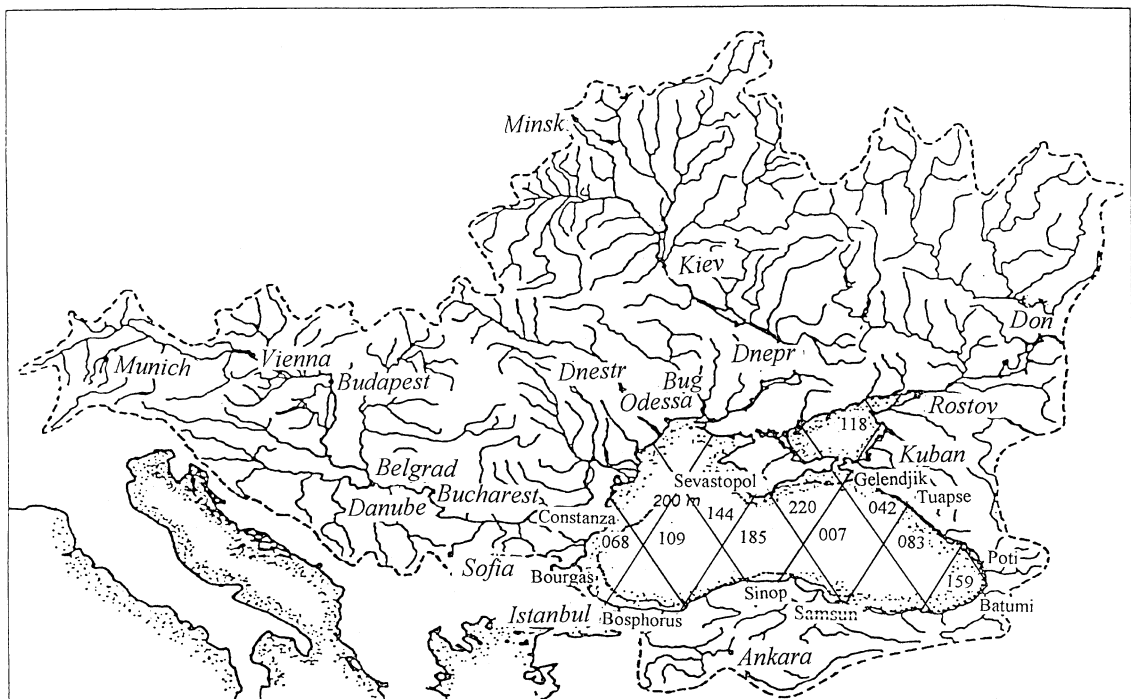 Minsk
Kiev
Don
Munich
Vienna
Budapest
Dnestr
Bug
Dnepr
Odessa
Rostov
118
Kuban
Belgrad
Sevastopol
Gelendjik
Danube
Bucharest
200 m
144
220
042
Tuapse
Constanza
068
109
185
007
083
Poti
Sofia
Bourgas
Sinop
159
Batumi
Istanbul
Bosphorus
Samsun
Ankara